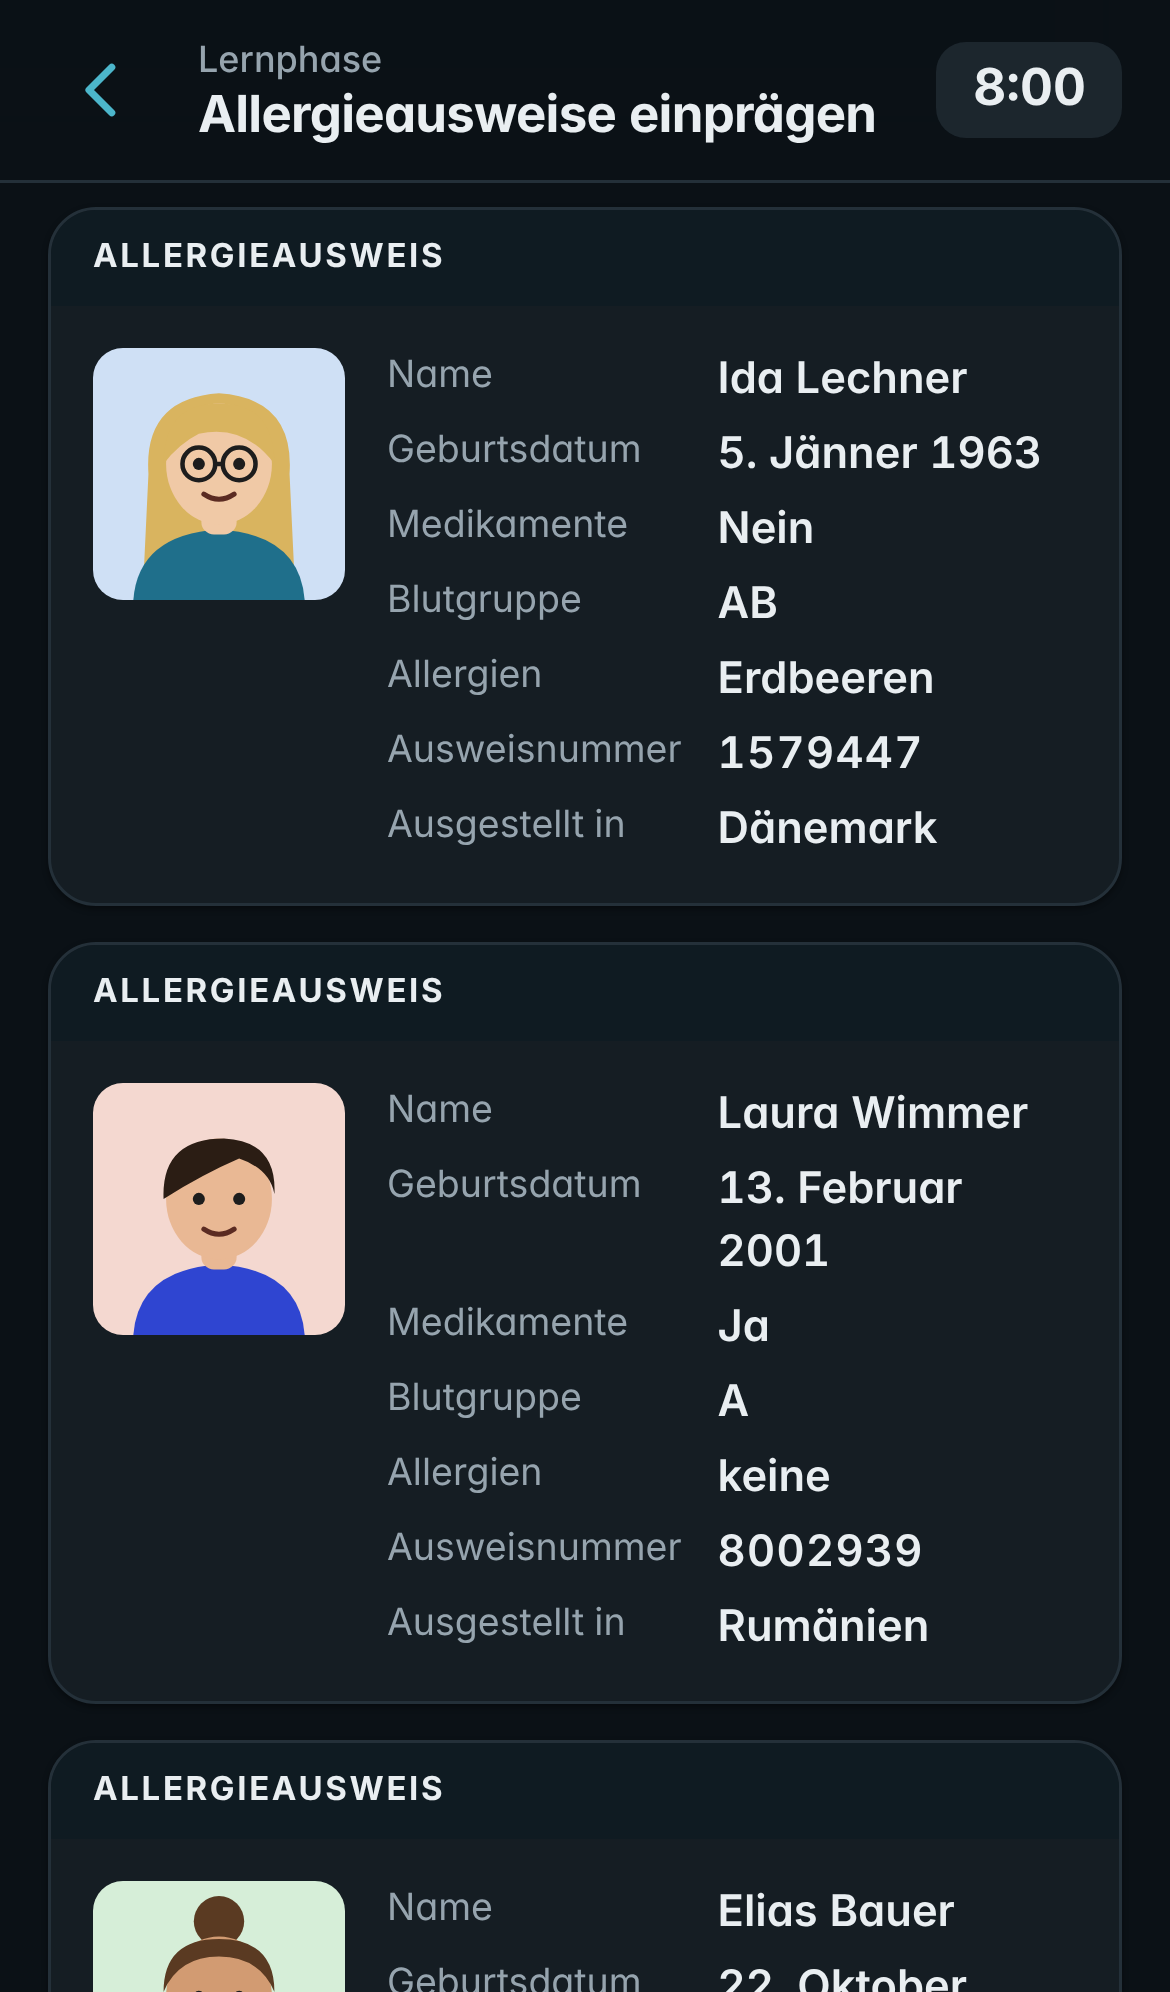 Lernphase
Allergieausweise einprägen
8:00
ALLERGIEAUSWEIS
Name Ida Lechner
Geburtsdatum 5. Jänner 1963
Medikamente Nein
Blutgruppe AB
Allergien Erdbeeren
Ausweisnummer 1579447
Ausgestellt in Dänemark
ALLERGIEAUSWEIS
Name Laura Wimmer
Geburtsdatum 13. Februar
2001
Medikamente Ja
Blutgruppe A
Allergien keine
Ausweisnummer 8002939
Ausgestellt in Rumänien
ALLERGIEAUSWEIS
Name Elias Bauer
Geburtsdatum 22. Oktober